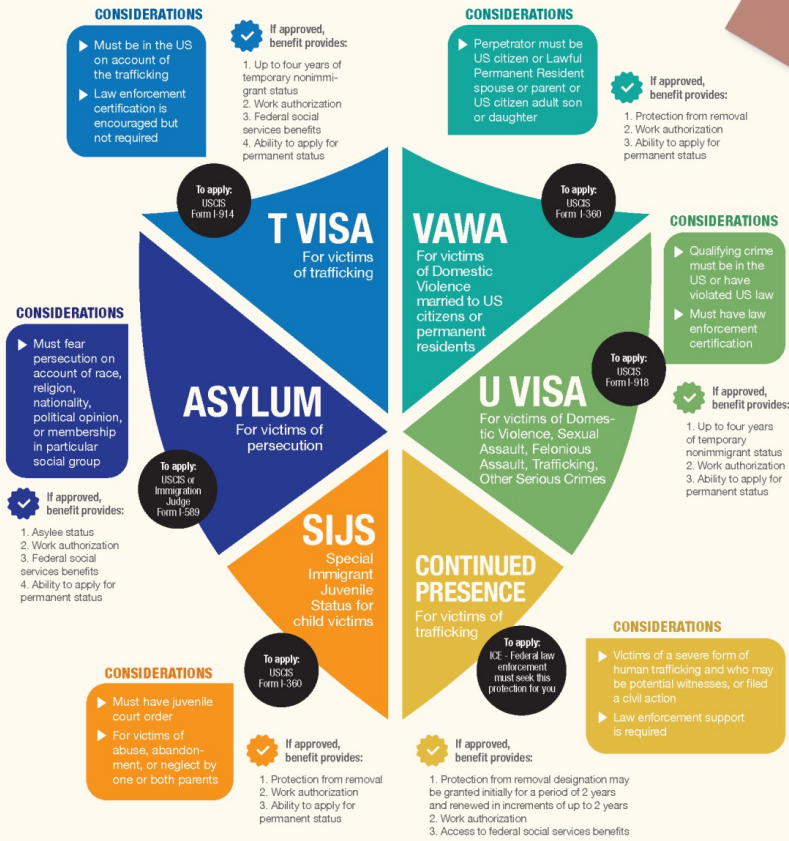 CONSIDERATIONS
Must be in the US
on account of
the trafficking
Law enforcement
certification is
encouraged but
not required
If approved,
benefit provides:
1. Up to four years of
temporary nonimmi-
grant status
2. Work authorization
3. Federal social
services benefits
4. Ability to apply for
permanent status
To apply:
USCIS
Form I-914
T VISA
For victims
of trafficking
CONSIDERATIONS
Perpetrator must be
US citizen or Lawful
Permanent Resident
spouse or parent or
US citizen adult son
or daughter
If approved,
benefit provides:
1. Protection from removal
2. Work authorization
3. Ability to apply for
permanent status
To apply:
USCIS
Form I-360
VAWA
For victims
of Domestic
Violence
married to US
citizens or
permanent
residents
CONSIDERATIONS
Qualifying crime
must be in the
US or have
violated US law
Must have law
enforcement
certification
To apply:
USCIS
Form I-918
If approved,
benefit provides:
1. Up to four years
of temporary
nonimmigrant status
2. Work authorization
3. Ability to apply for
permanent status
U VISA
For victims of Domes-
tic Violence, Sexual
Assault, Felonious
Assault, Trafficking,
Other Serious Crimes
CONSIDERATIONS
Must fear
persecution on
account of race,
religion,
nationality,
political opinion,
or membership
in particular
social group
ASYLUM
For victims of
persecution
To apply:
USCIS or
Immigration
Judge
Form I-589
If approved,
benefit provides:
1. Asylee status
2. Work authorization
3. Federal social
services benefits
4. Ability to apply for
permanent status
SIJS
Special
Immigrant
Juvenile
Status for
child victims
To apply:
USCIS
Form I-360
CONSIDERATIONS
Must have juvenile
court order
For victims of
abuse, abandon-
ment, or neglect by
one or both parents
If approved,
benefit provides:
1. Protection from removal
2. Work authorization
3. Ability to apply for
permanent status
CONTINUED
PRESENCE
For victims of
trafficking
To apply:
ICE - Federal law
enforcement
must seek this
protection for you
CONSIDERATIONS
Victims of a severe form of
human trafficking and who may
be potential witnesses, or filed
a civil action
Law enforcement support
is required
If approved,
benefit provides:
1. Protection from removal designation may
be granted initially for a period of 2 years
and renewed in increments of up to 2 years
2. Work authorization
3. Access to federal social services benefits